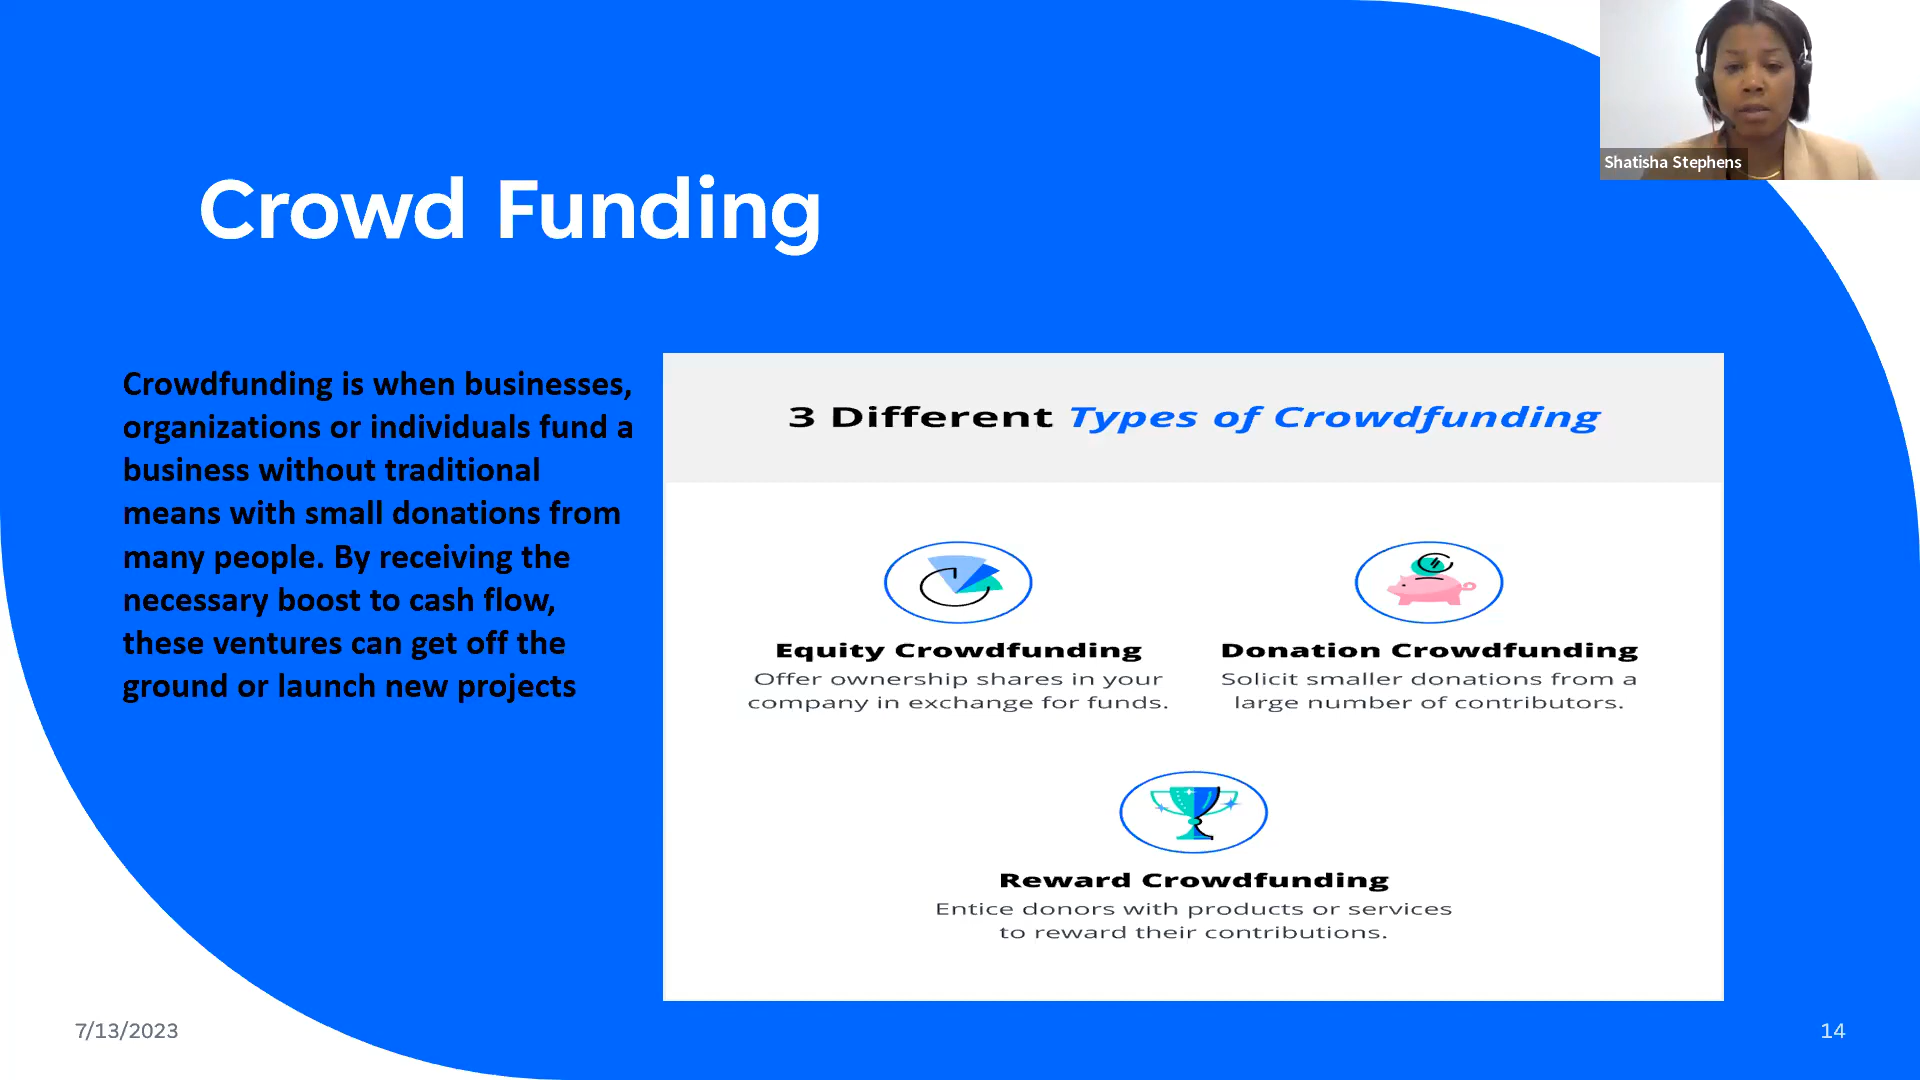 Shatisha Stephens
Crowd Funding
Crowdfunding is when businesses,
organizations or individuals fund a
business without traditional
means with small donations from
many people. By receiving the
necessary boost to cash flow,
these ventures can get off the
ground or launch new projects
3 Different Types of Crowdfunding
Equity Crowdfunding
Offer ownership shares in your
company in exchange for funds.
Donation Crowdfunding
Solicit smaller donations from a
large number of contributors.
Reward Crowdfunding
Entice donors with products or services
to reward their contributions.
7/13/2023
14